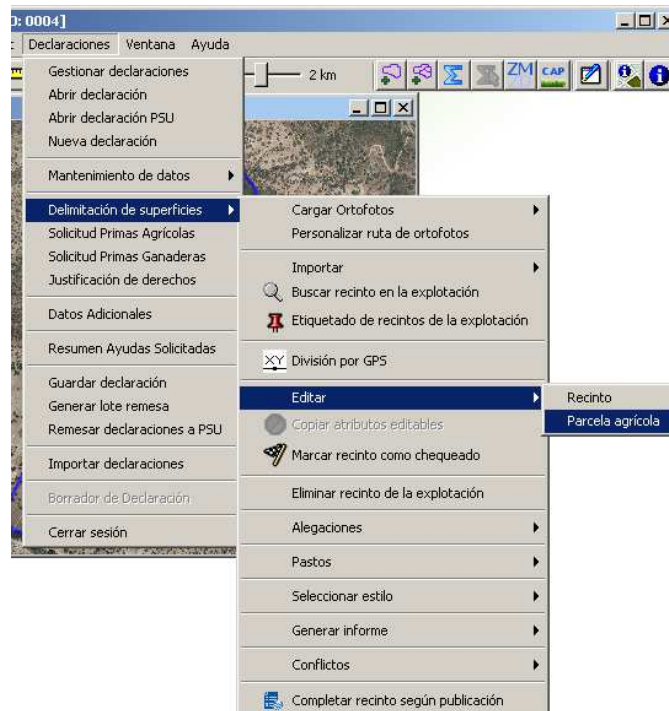 D: 0004]
Declaraciones Ventana Ayuda
2 km
ZM
CAP
Gestionar declaraciones
Abrir declaración
Abrir declaración PSU
Nueva declaración
Mantenimiento de datos
Delimitación de superficies
Solicitud Primas Agrícolas
Solicitud Primas Ganaderas
Justificación de derechos
Datos Adicionales
Resumen Ayudas Solicitadas
Guardar declaración
Generar lote remesa
Remesar declaraciones a PSU
Importar declaraciones
Borrador de Declaración
Cerrar sesión
Cargar Ortofotos
Personalizar ruta de ortofotos
Importar
Buscar recinto en la explotación
Etiquetado de recintos de la explotación
XY División por GPS
Editar
Copiar atributos editables
Marcar recinto como chequeado
Eliminar recinto de la explotación
Alegaciones
Pastos
Seleccionar estilo
Generar informe
Conflictos
Completar recinto según publicación
Recinto
Parcela agrícola